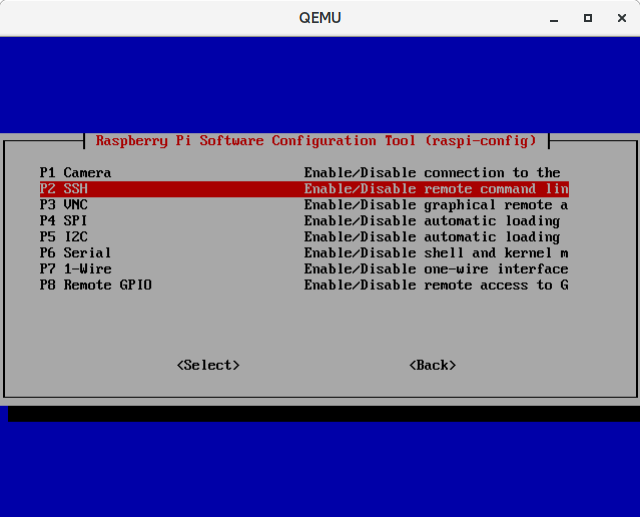 QEMU
Raspberry Pi Software Configuration Tool (raspi-config)
P1 Camera Enable/Disable connection to the
P2 SSH Enable/Disable remote command lin
P3 VNC Enable/Disable graphical remote a
P4 SPI Enable/Disable automatic loading
P5 I2C Enable/Disable automatic loading
P6 Serial Enable/Disable shell and kernel m
P7 1-Wire Enable/Disable one-wire interface
P8 Remote GPIO Enable/Disable remote access to G
<Select> <Back>